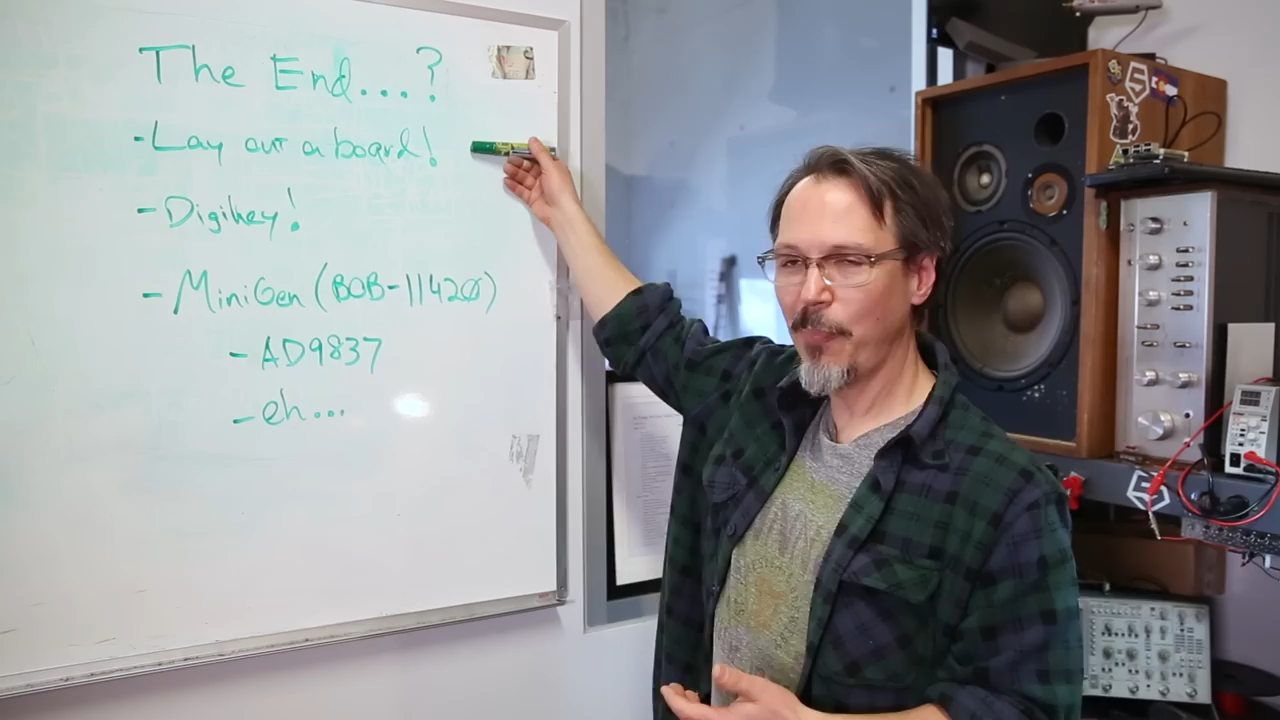 The End...?
- Lay out a board!
- Digikey!
- MiniGen (BOB-11420)
- AD9837
- eh...